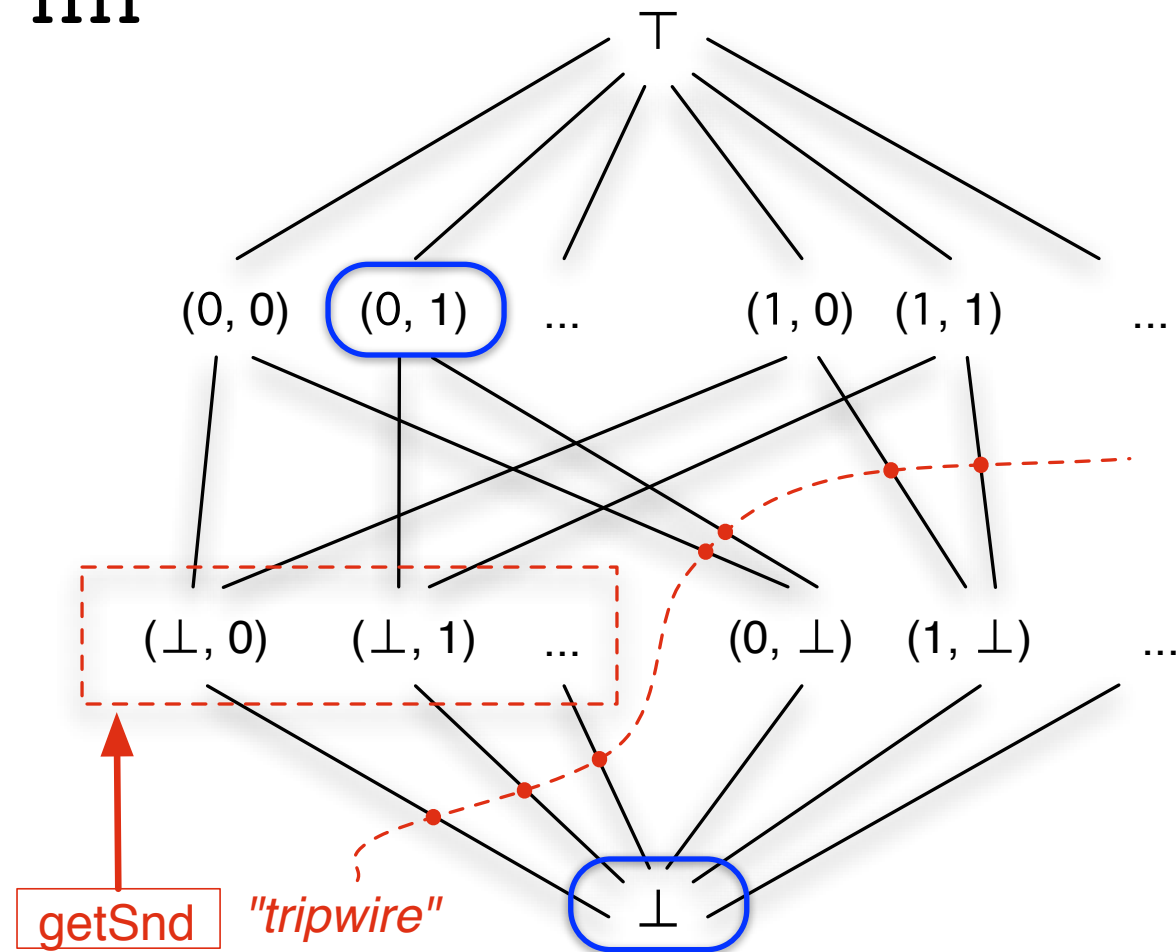 ⊤
(0, 0) (0, 1) ... (1, 0) (1, 1) ...
(⊥, 0) (⊥, 1) ... (0, ⊥) (1, ⊥) ...
⊥
getSnd "tripwire"